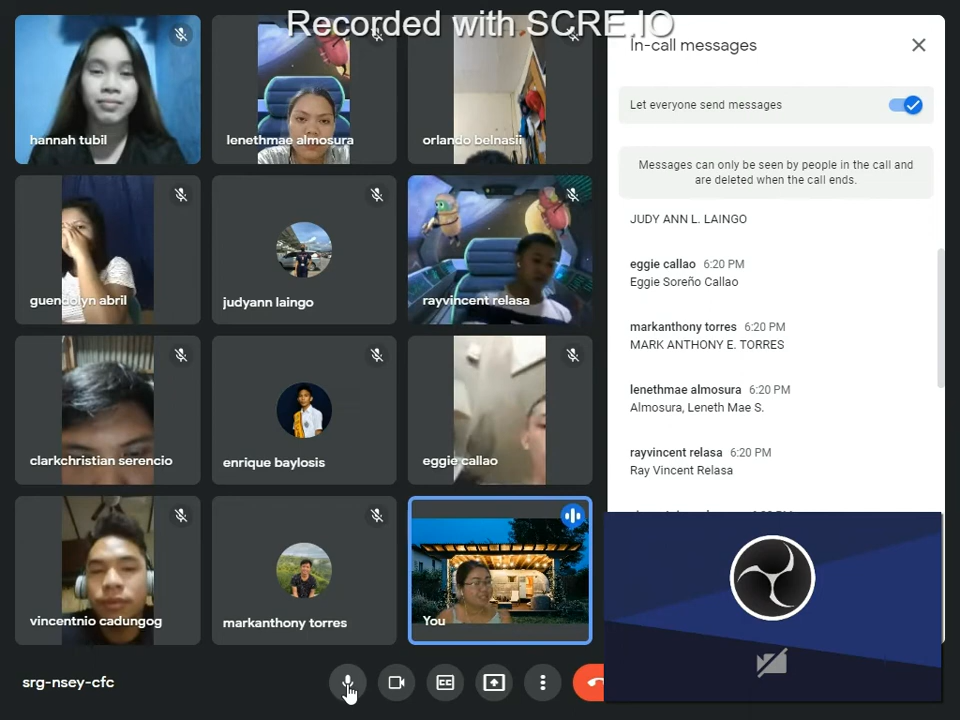 Recorded with SCRE.IO
hannah tubil
lenethmae almosura
orlando belnasii
guendolyn abril
judyann laingo
rayvincent relasa
clarkchristian serencio
enrique baylosis
eggie callao
vincentnio cadungog
markanthony torres
You
srg-nsey-cfc
In-call messages
Let everyone send messages
Messages can only be seen by people in the call and
are deleted when the call ends.
JUDY ANN L. LAINGO
eggie callao 6:20 PM
Eggie Soreño Callao
markanthony torres 6:20 PM
MARK ANTHONY E. TORRES
lenethmae almosura 6:20 PM
Almosura, Leneth Mae S.
rayvincent relasa 6:20 PM
Ray Vincent Relasa